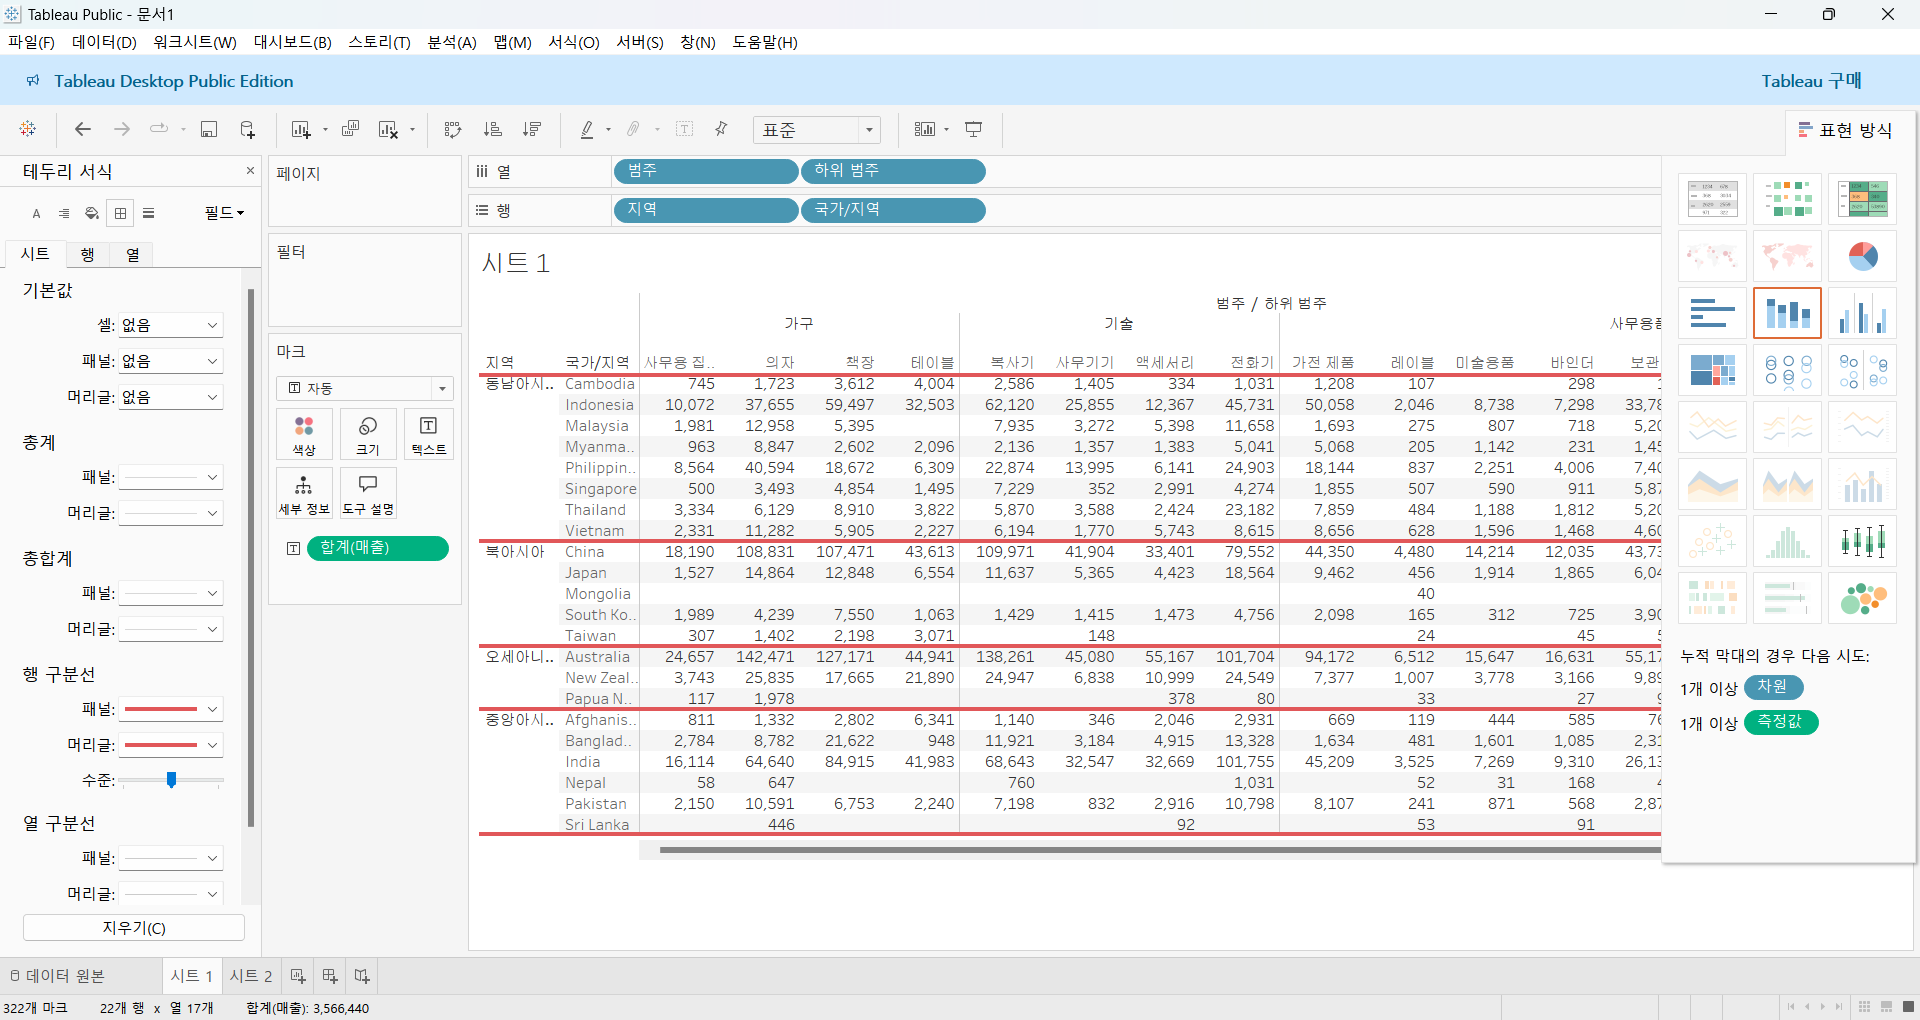 Tableau Public - 문서1
파일(F) 데이터(D) 워크시트(W) 대시보드(B) 스토리(T) 분석(A) 맵(M) 서식(O) 서버(S) 창(N) 도움말(H)
Tableau Desktop Public Edition Tableau 구매
표준
표현 방식
테두리 서식
필드
시트 행 열
기본값
셀: 없음
패널: 없음
머리글: 없음
총계
패널:
머리글:
총합계
패널:
머리글:
행 구분선
패널:
머리글:
수준:
열 구분선
패널:
머리글:
지우기(C)
페이지
필터
마크
자동
색상 크기 텍스트
세부 정보 도구 설명
합계(매출)
열 범주 하위 범주
행 지역 국가/지역
시트 1
범주 / 하위 범주
가구 기술 사무용품
지역 국가/지역 사무용 집.. 의자 책장 테이블 복사기 사무기기 액세서리 전화기 가전 제품 레이블 미술용품 바인더 보관
동남아시.. Cambodia 745 1,723 3,612 4,004 2,586 1,405 334 1,031 1,208 107 298
Indonesia 10,072 37,655 59,497 32,503 62,120 25,855 12,367 45,731 50,058 2,046 8,738 7,298 33,78
Malaysia 1,981 12,958 5,395 7,935 3,272 5,398 11,658 1,693 275 807 718 5,20
Myanma.. 963 8,847 2,602 2,096 2,136 1,357 1,383 5,041 5,068 205 1,142 231 1,45
Philippin.. 8,564 40,594 18,672 6,309 22,874 13,995 6,141 24,903 18,144 837 2,251 4,006 7,40
Singapore 500 3,493 4,854 1,495 7,229 352 2,991 4,274 1,855 507 590 911 5,87
Thailand 3,334 6,129 8,910 3,822 5,870 3,588 2,424 23,182 7,859 484 1,188 1,812 5,20
Vietnam 2,331 11,282 5,905 2,227 6,194 1,770 5,743 8,615 8,656 628 1,596 1,468 4,60
북아시아 China 18,190 108,831 107,471 43,613 109,971 41,904 33,401 79,552 44,350 4,480 14,214 12,035 43,73
Japan 1,527 14,864 12,848 6,554 11,637 5,365 4,423 18,564 9,462 456 1,914 1,865 6,04
Mongolia 40
South Ko.. 1,989 4,239 7,550 1,063 1,429 1,415 1,473 4,756 2,098 165 312 725 3,90
Taiwan 307 1,402 2,198 3,071 148 24 45
오세아니.. Australia 24,657 142,471 127,171 44,941 138,261 45,080 55,167 101,704 94,172 6,512 15,647 16,631 55,17
New Zeal.. 3,743 25,835 17,665 21,890 24,947 6,838 10,999 24,549 7,377 1,007 3,778 3,166 9,89
Papua N.. 117 1,978 378 80 33 27
중앙아시.. Afghanis.. 811 1,332 2,802 6,341 1,140 346 2,046 2,931 669 119 444 585 76
Banglad.. 2,784 8,782 21,622 948 11,921 3,184 4,915 13,328 1,634 481 1,601 1,085 2,31
India 16,114 64,640 84,915 41,983 68,643 32,547 32,669 101,755 45,209 3,525 7,269 9,310 26,13
Nepal 58 647 760 1,031 52 31 168
Pakistan 2,150 10,591 6,753 2,240 7,198 832 2,916 10,798 8,107 241 871 568 2,87
Sri Lanka 446 92 53 91
누적 막대의 경우 다음 시도:
1개 이상 차원
1개 이상 측정값
데이터 원본 시트 1 시트 2
322개 마크 22개 행 x 열 17개 합계(매출): 3,566,440